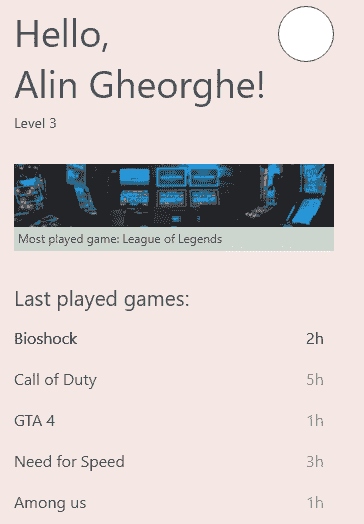 Hello,
Alin Gheorghe!
Level 3
Most played game: League of Legends
Last played games:
Bioshock 2h
Call of Duty 5h
GTA 4 1h
Need for Speed 3h
Among us 1h